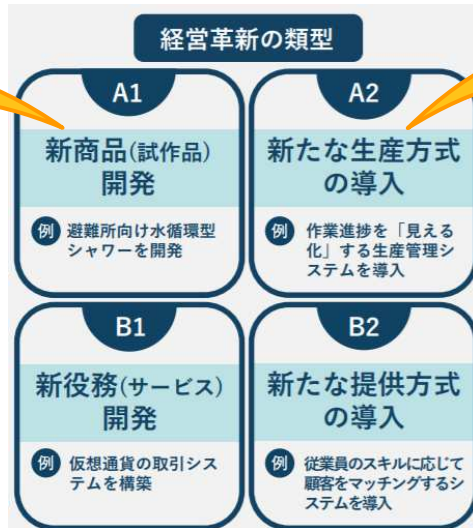 経営革新の類型
A1
新商品(試作品)
開発
例 避難所向け水循環型
シャワーを開発
A2
新たな生産方式
の導入
例 作業進捗を「見える
化」する生産管理シ
ステムを導入
B1
新役務(サービス)
開発
例 仮想通貨の取引シス
テムを構築
B2
新たな提供方式
の導入
例 従業員のスキルに応じて
顧客をマッチングするシ
ステムを導入